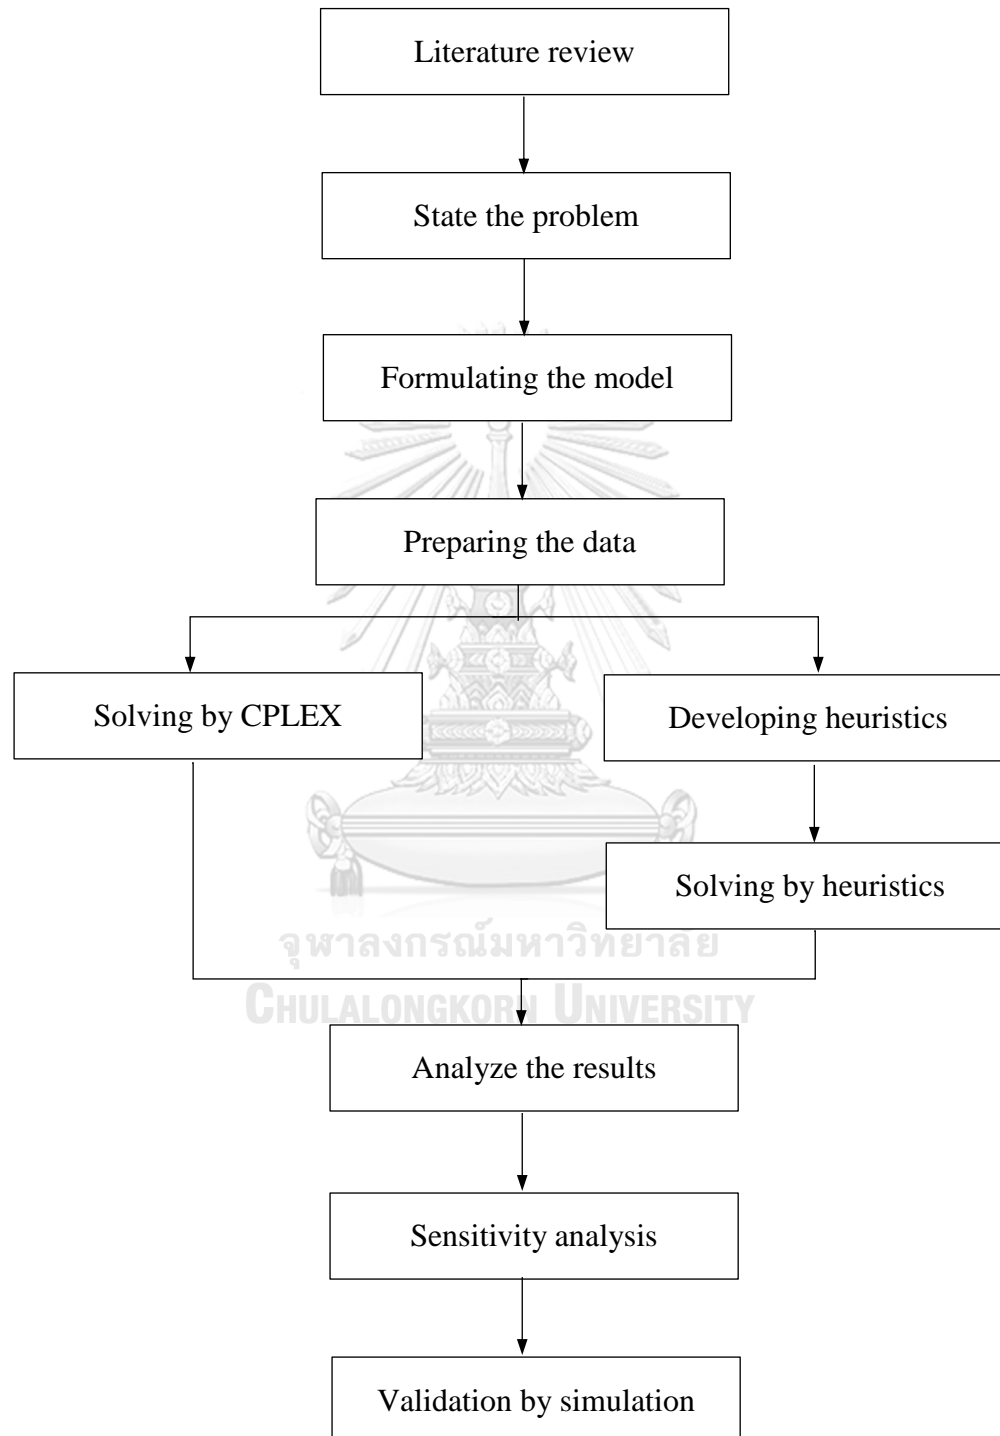 Literature review
State the problem
Formulating the model
Preparing the data
Solving by CPLEX
Developing heuristics
Solving by heuristics
จุฬาลงกรณ์มหาวิทยาลัย
CHULALONGKORN UNIVERSITY
Analyze the results
Sensitivity analysis
Validation by simulation